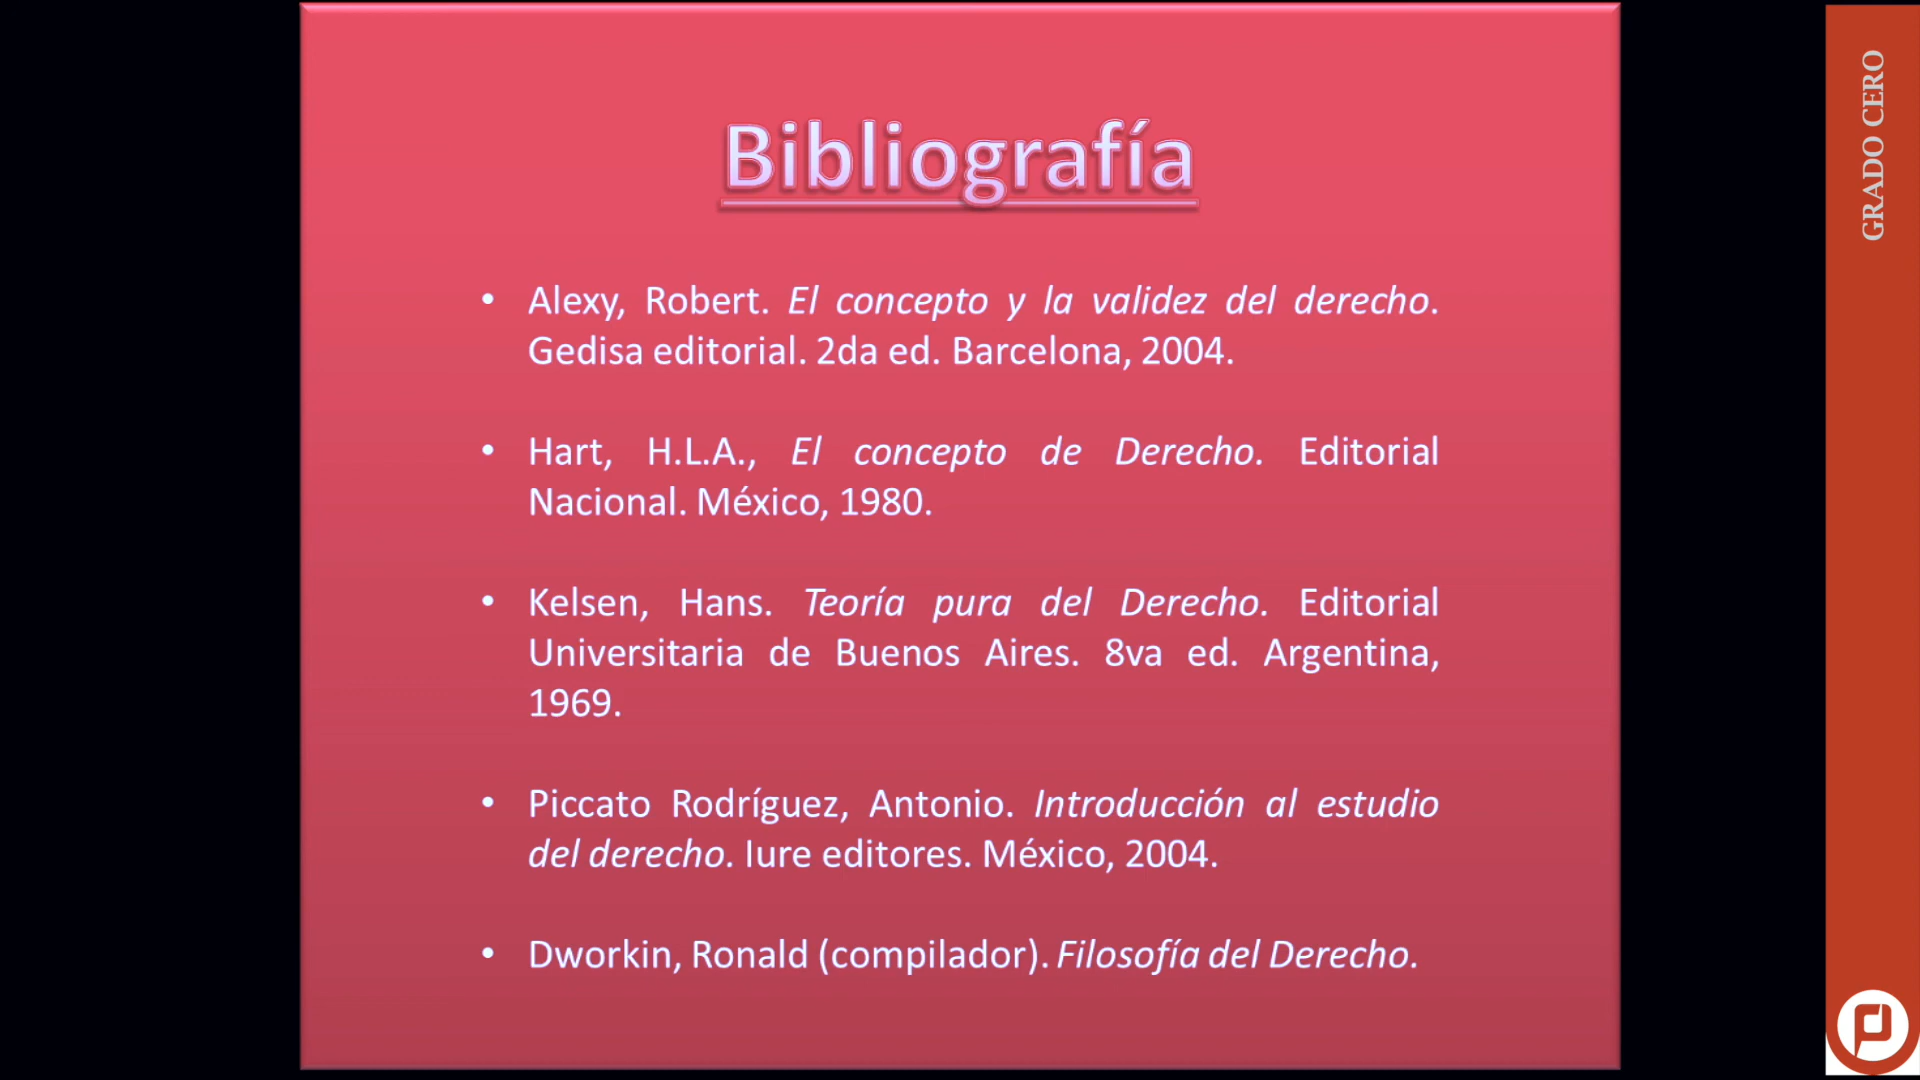 Bibliografía
• Alexy, Robert. El concepto y la validez del derecho.
Gedisa editorial. 2da ed. Barcelona, 2004.
• Hart, H.L.A., El concepto de Derecho. Editorial
Nacional. México, 1980.
• Kelsen, Hans. Teoría pura del Derecho. Editorial
Universitaria de Buenos Aires. 8va ed. Argentina,
1969.
• Piccato Rodríguez, Antonio. Introducción al estudio
del derecho. Iure editores. México, 2004.
• Dworkin, Ronald (compilador). Filosofía del Derecho.
GRADO CERO